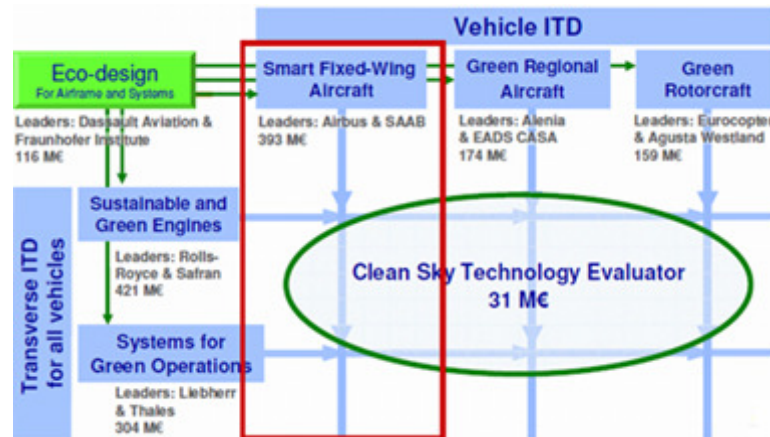 Vehicle ITD
Eco-design
For Airframe and Systems
Leaders: Dassault Aviation &
Fraunhofer Institute
116 M€
Smart Fixed-Wing
Aircraft
Leaders: Airbus & SAAB
393 M€
Green Regional
Aircraft
Leaders: Alenia
& EADS CASA
174 M€
Green
Rotorcraft
Leaders: Eurocopter
& Agusta Westland
159 M€
Transverse ITD
for all vehicles
Sustainable and
Green Engines
Leaders: Rolls-
Royce & Safran
421 M€
Clean Sky Technology Evaluator
31 M€
Systems for
Green Operations
Leaders: Liebherr
& Thales
304 M€